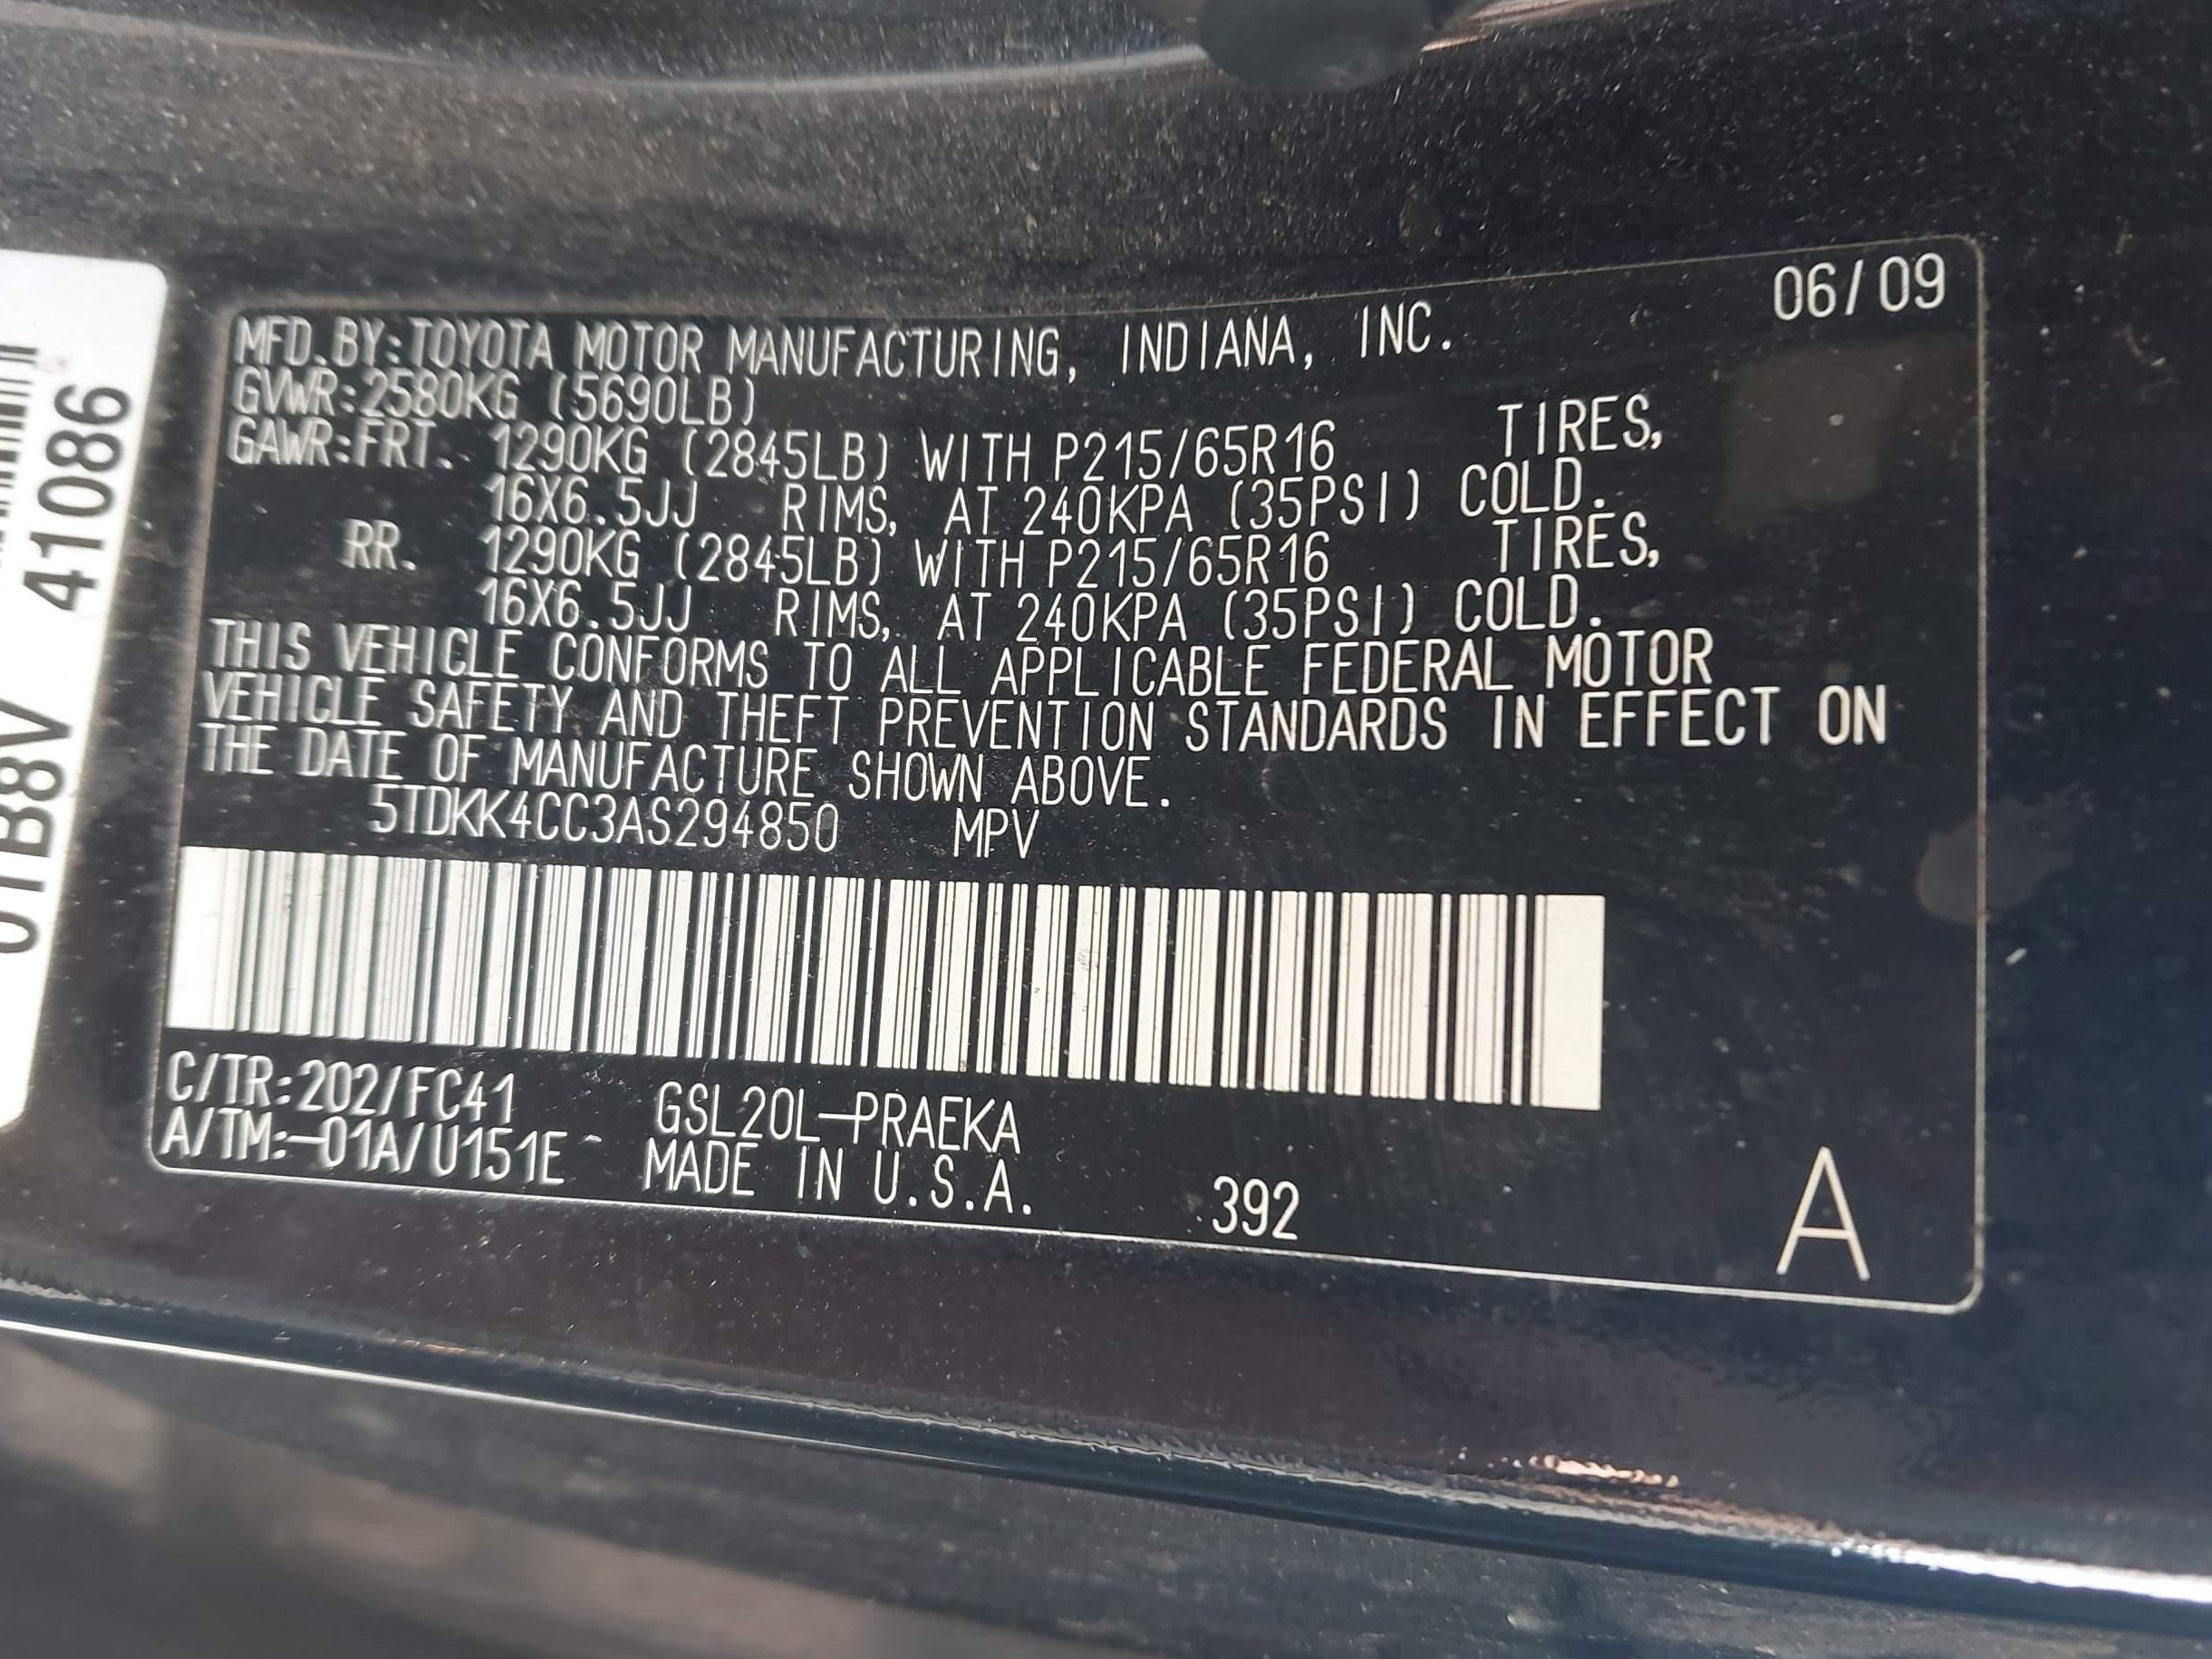 06/09
MFD.BY:TOYOTA MOTOR MANUFACTURING, INDIANA, INC.
GVWR:2580KG (5690LB)
GAWR:FRT. 1290KG (2845LB) WITH P215/65R16 TIRES,
16X6.5JJ RIMS, AT 240KPA (35PSI) COLD.
RR. 1290KG (2845LB) WITH P215/65R16 TIRES,
16X6.5JJ RIMS, AT 240KPA (35PSI) COLD.
THIS VEHICLE CONFORMS TO ALL APPLICABLE FEDERAL MOTOR
VEHICLE SAFETY AND THEFT PREVENTION STANDARDS IN EFFECT ON
THE DATE OF MANUFACTURE SHOWN ABOVE.
5TDKK4CC3AS294850 MPV
C/TR:202/FC41 GSL20L-PRAEKA
A/TM:-01A/U151E MADE IN U.S.A. 392 A
41086